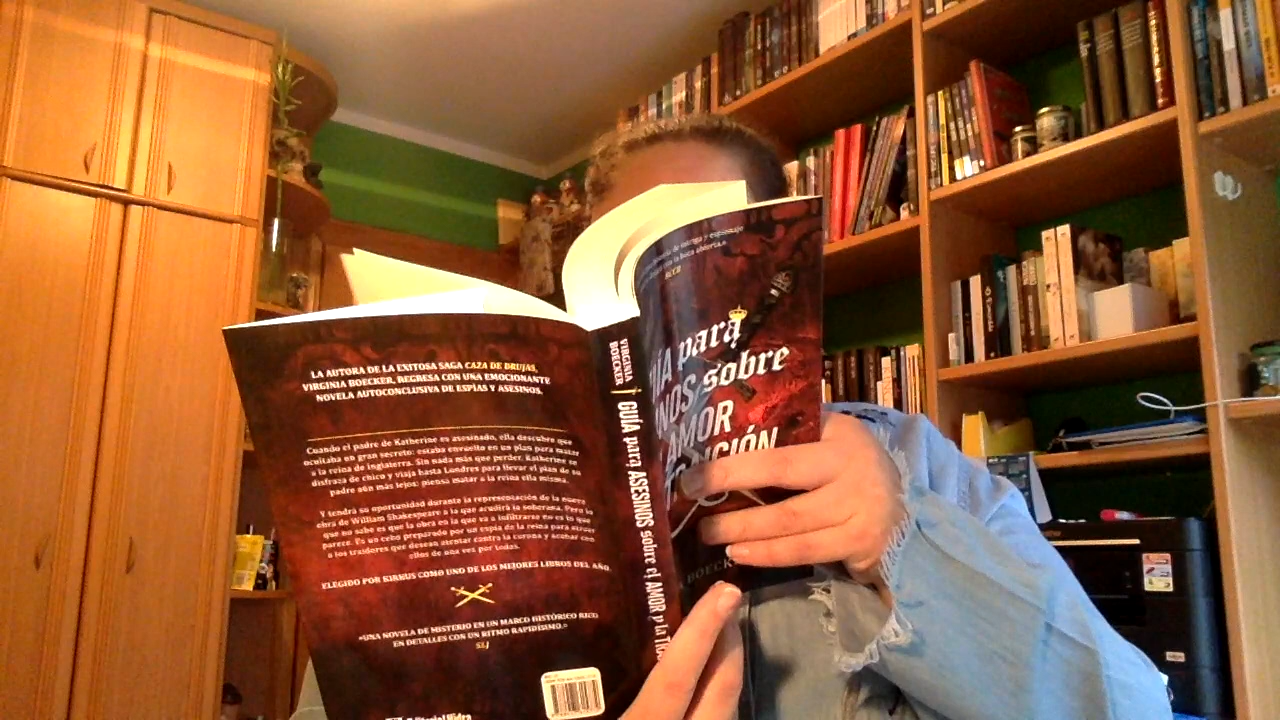 LA AUTORA DE LA EXITOSA SAGA CAZA DE BRUJAS,
VIRGINIA BOECKER, REGRESA CON UNA EMOCIONANTE
NOVELA AUTOCONCLUSIVA DE ESPÍAS Y ASESINOS.
Cuando el padre de Katherine es asesinado, ella descubre que
ocultaba en gran secreto: estaba envuelto en un plan para matar
a la reina de Inglaterra. Sin nada más que perder, Katherine se
disfraza de chico y viaja hasta Londres para llevar el plan de su
padre aún más lejos: piensa matar a la reina ella misma.
Y tendrá su oportunidad durante la representación de la nueva
obra de William Shakespeare a la que acudirá la soberana. Pero lo
que no sabe es que la obra en la que va a infiltrarse no es lo que
parece. Es un cebo preparado por un espía de la reina para atraer
a los traidores que desean atentar contra la corona y acabar con
ellos de una vez por todas.
ELEGIDO POR KIRKUS COMO UNO DE LOS MEJORES LIBROS DEL AÑO.
«UNA NOVELA DE MISTERIO EN UN MARCO HISTÓRICO RICO
EN DETALLES CON UN RITMO RAPIDÍSIMO.»
SLJ
Hidra
VIRGINIA
BOECKER
GUÍA para ASESINOS sobre el AMOR y la
de intriga y espionaje
la boca abierta.»
para
sobre
AMOR
BOECK